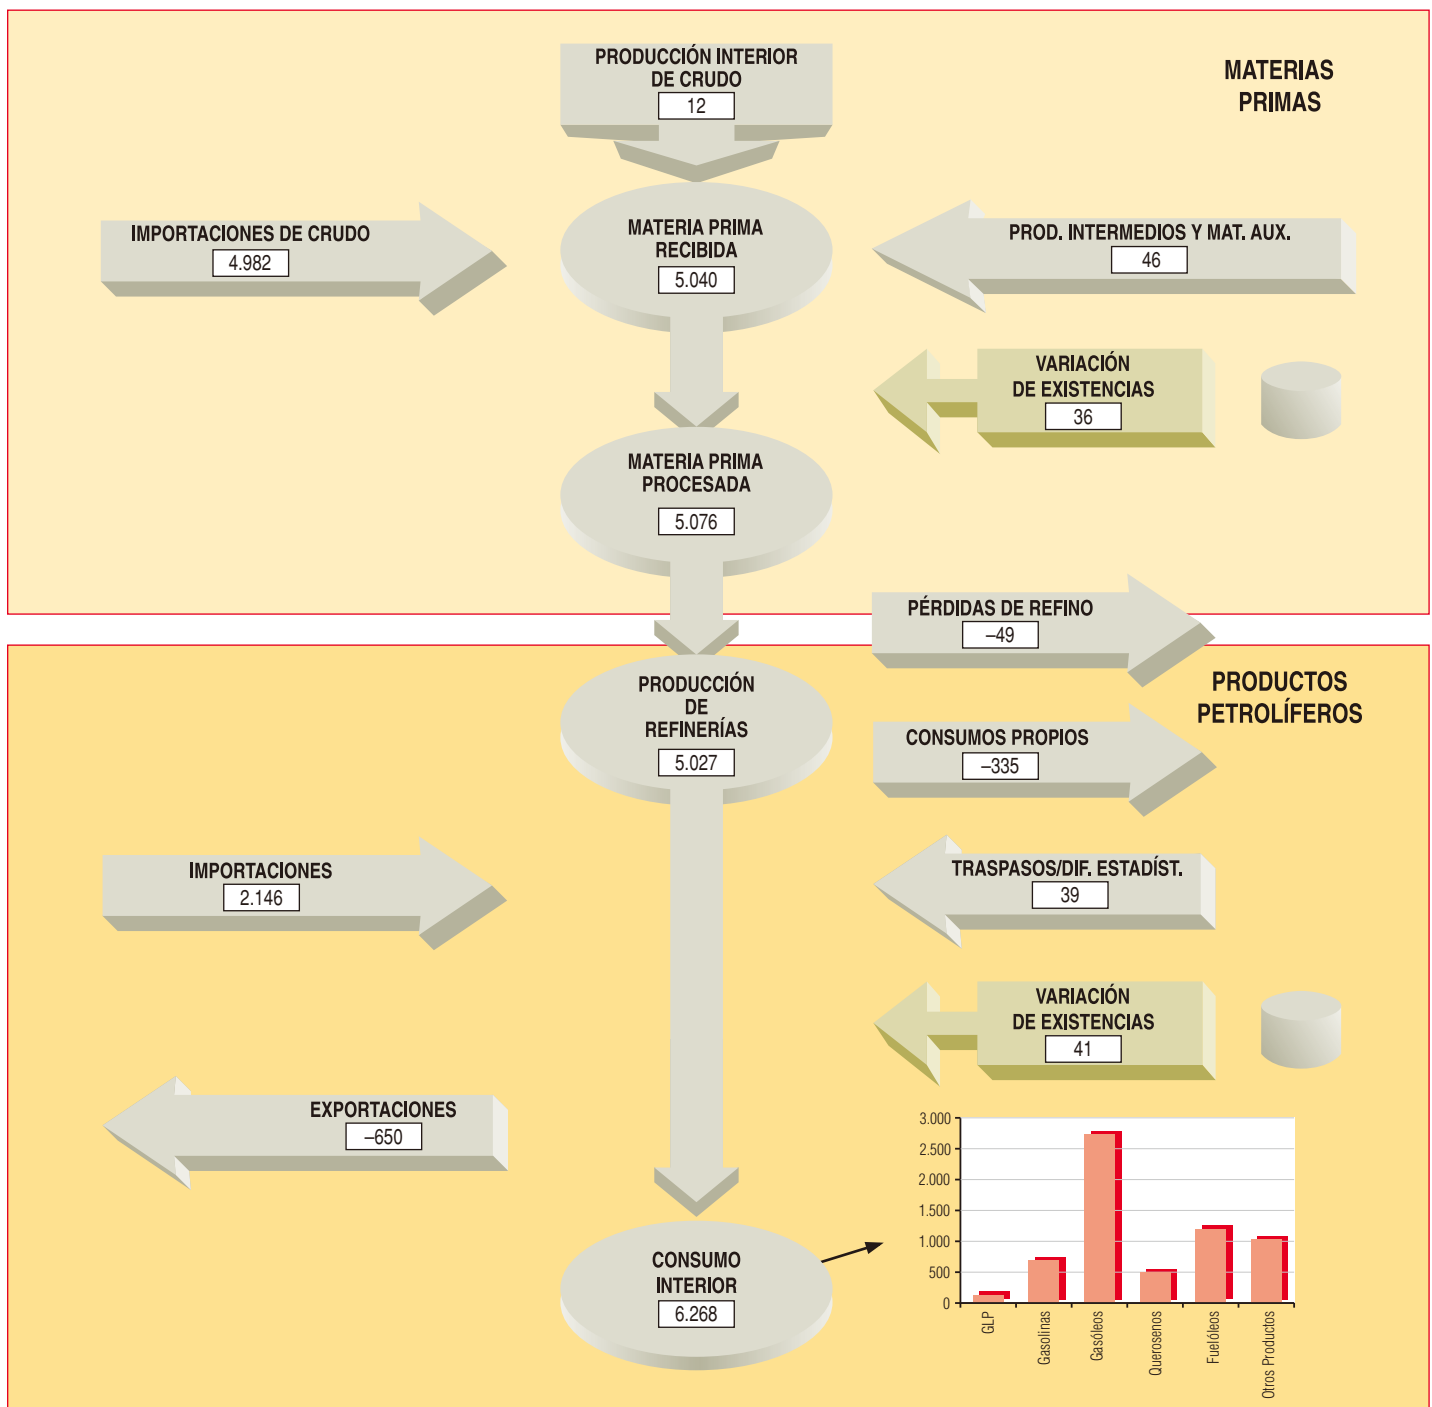 PRODUCCIÓN INTERIOR
DE CRUDO
12
MATERIAS
PRIMAS
IMPORTACIONES DE CRUDO
4.982
MATERIA PRIMA
RECIBIDA
5.040
PROD. INTERMEDIOS Y MAT. AUX.
46
VARIACIÓN
DE EXISTENCIAS
36
MATERIA PRIMA
PROCESADA
5.076
PÉRDIDAS DE REFINO
–49
PRODUCTOS
PETROLÍFEROS
PRODUCCIÓN
DE
REFINERÍAS
5.027
CONSUMOS PROPIOS
–335
IMPORTACIONES
2.146
TRASPASOS/DIF. ESTADÍST.
39
VARIACIÓN
DE EXISTENCIAS
41
EXPORTACIONES
–650
CONSUMO
INTERIOR
6.268
3.000
2.500
2.000
1.500
1.000
500
0
GLP
Gasolinas
Gasóleos
Querosenos
Fuelóleos
Otros Productos